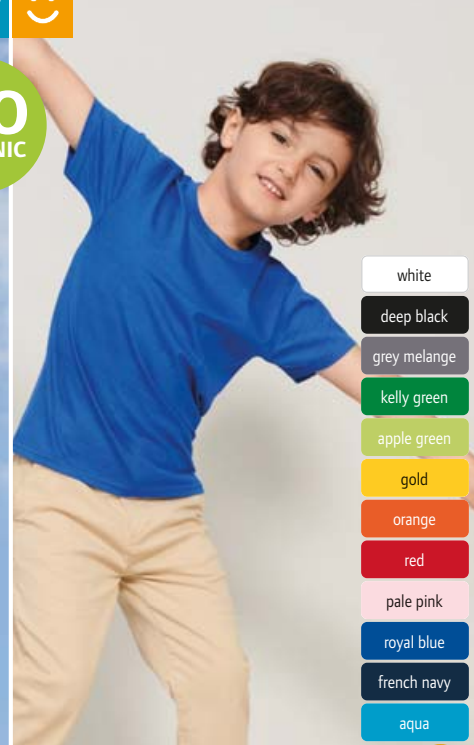 white
deep black
grey melange
kelly green
apple green
gold
orange
red
pale pink
royal blue
french navy
aqua